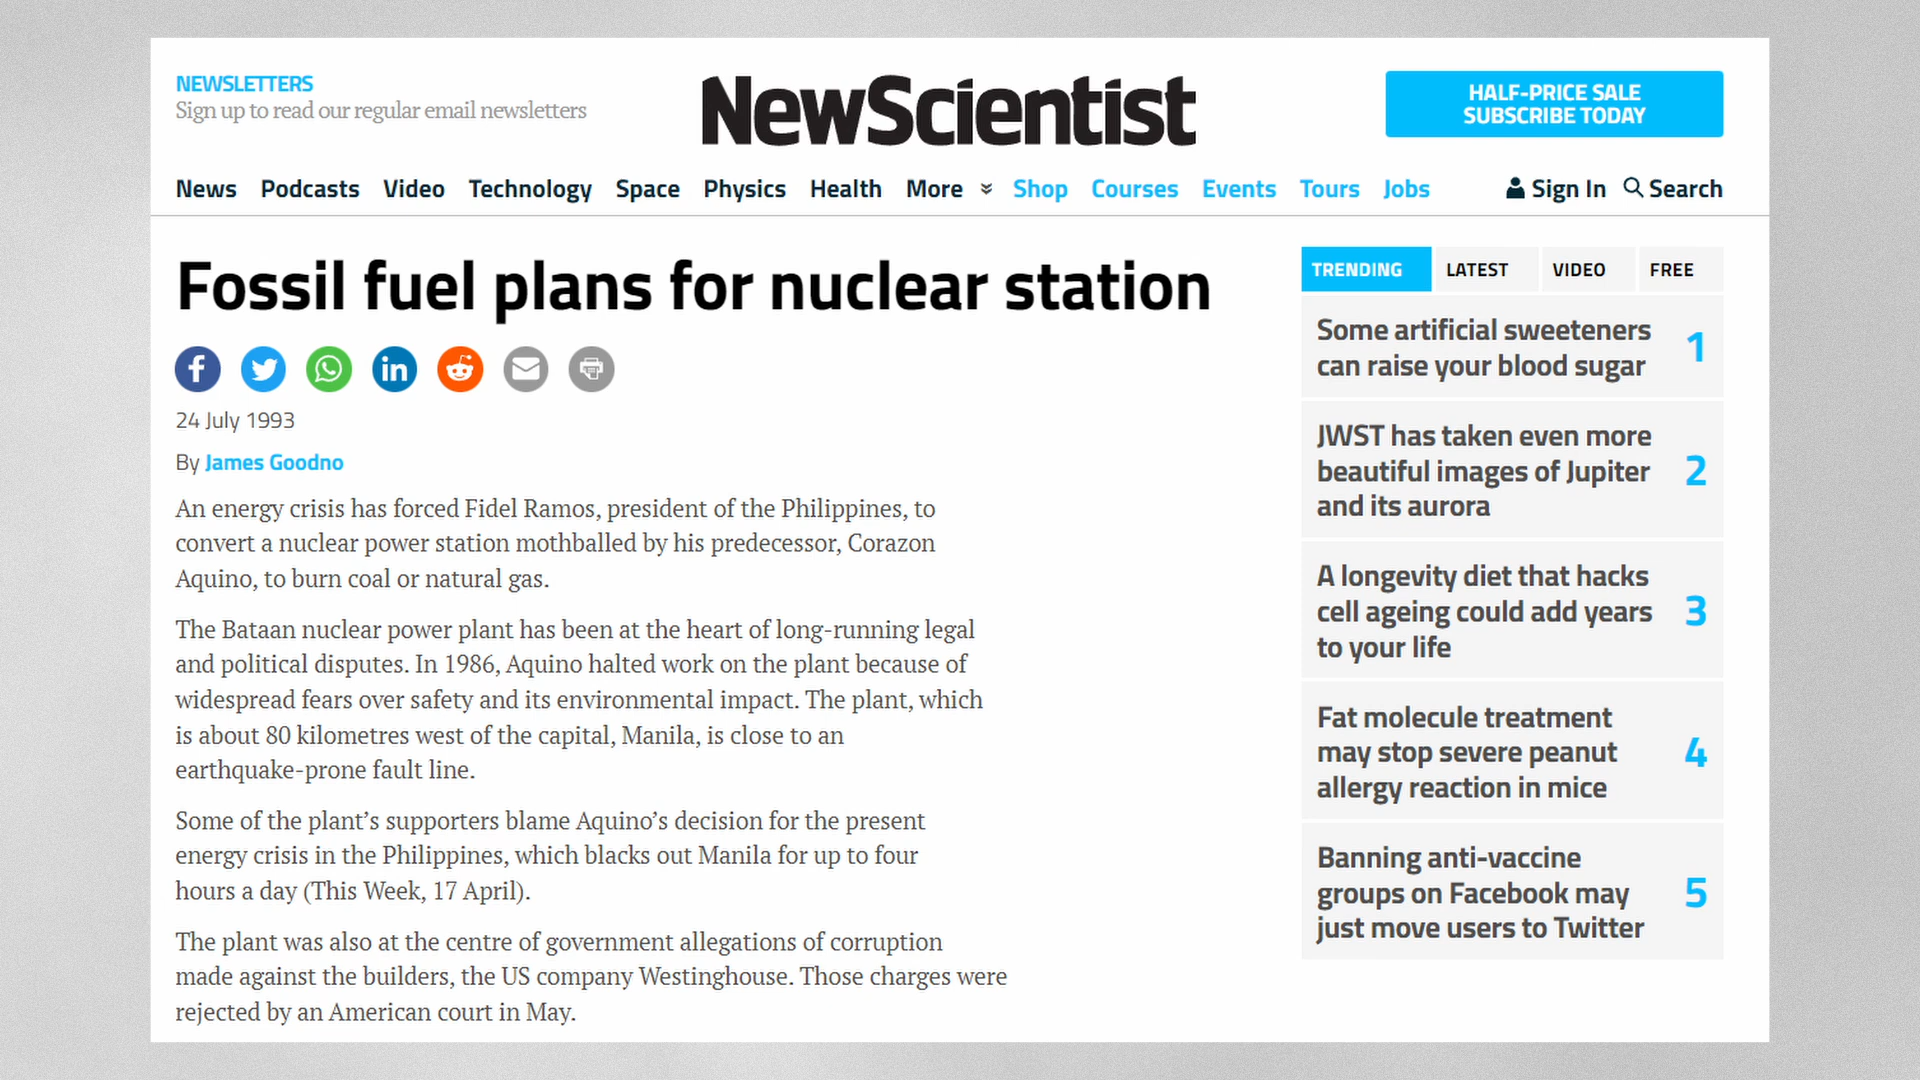 NEWSLETTERS
Sign up to read our regular email newsletters
NewScientist
HALF-PRICE SALE
SUBSCRIBE TODAY
News Podcasts Video Technology Space Physics Health More Shop Courses Events Tours Jobs Sign In Search
Fossil fuel plans for nuclear station
24 July 1993
By James Goodno
An energy crisis has forced Fidel Ramos, president of the Philippines, to
convert a nuclear power station mothballed by his predecessor, Corazon
Aquino, to burn coal or natural gas.
The Bataan nuclear power plant has been at the heart of long-running legal
and political disputes. In 1986, Aquino halted work on the plant because of
widespread fears over safety and its environmental impact. The plant, which
is about 80 kilometres west of the capital, Manila, is close to an
earthquake-prone fault line.
Some of the plant’s supporters blame Aquino’s decision for the present
energy crisis in the Philippines, which blacks out Manila for up to four
hours a day (This Week, 17 April).
The plant was also at the centre of government allegations of corruption
made against the builders, the US company Westinghouse. Those charges were
rejected by an American court in May.
TRENDING LATEST VIDEO FREE
Some artificial sweeteners
can raise your blood sugar
1
JWST has taken even more
beautiful images of Jupiter
and its aurora
2
A longevity diet that hacks
cell ageing could add years
to your life
3
Fat molecule treatment
may stop severe peanut
allergy reaction in mice
4
Banning anti-vaccine
groups on Facebook may
just move users to Twitter
5